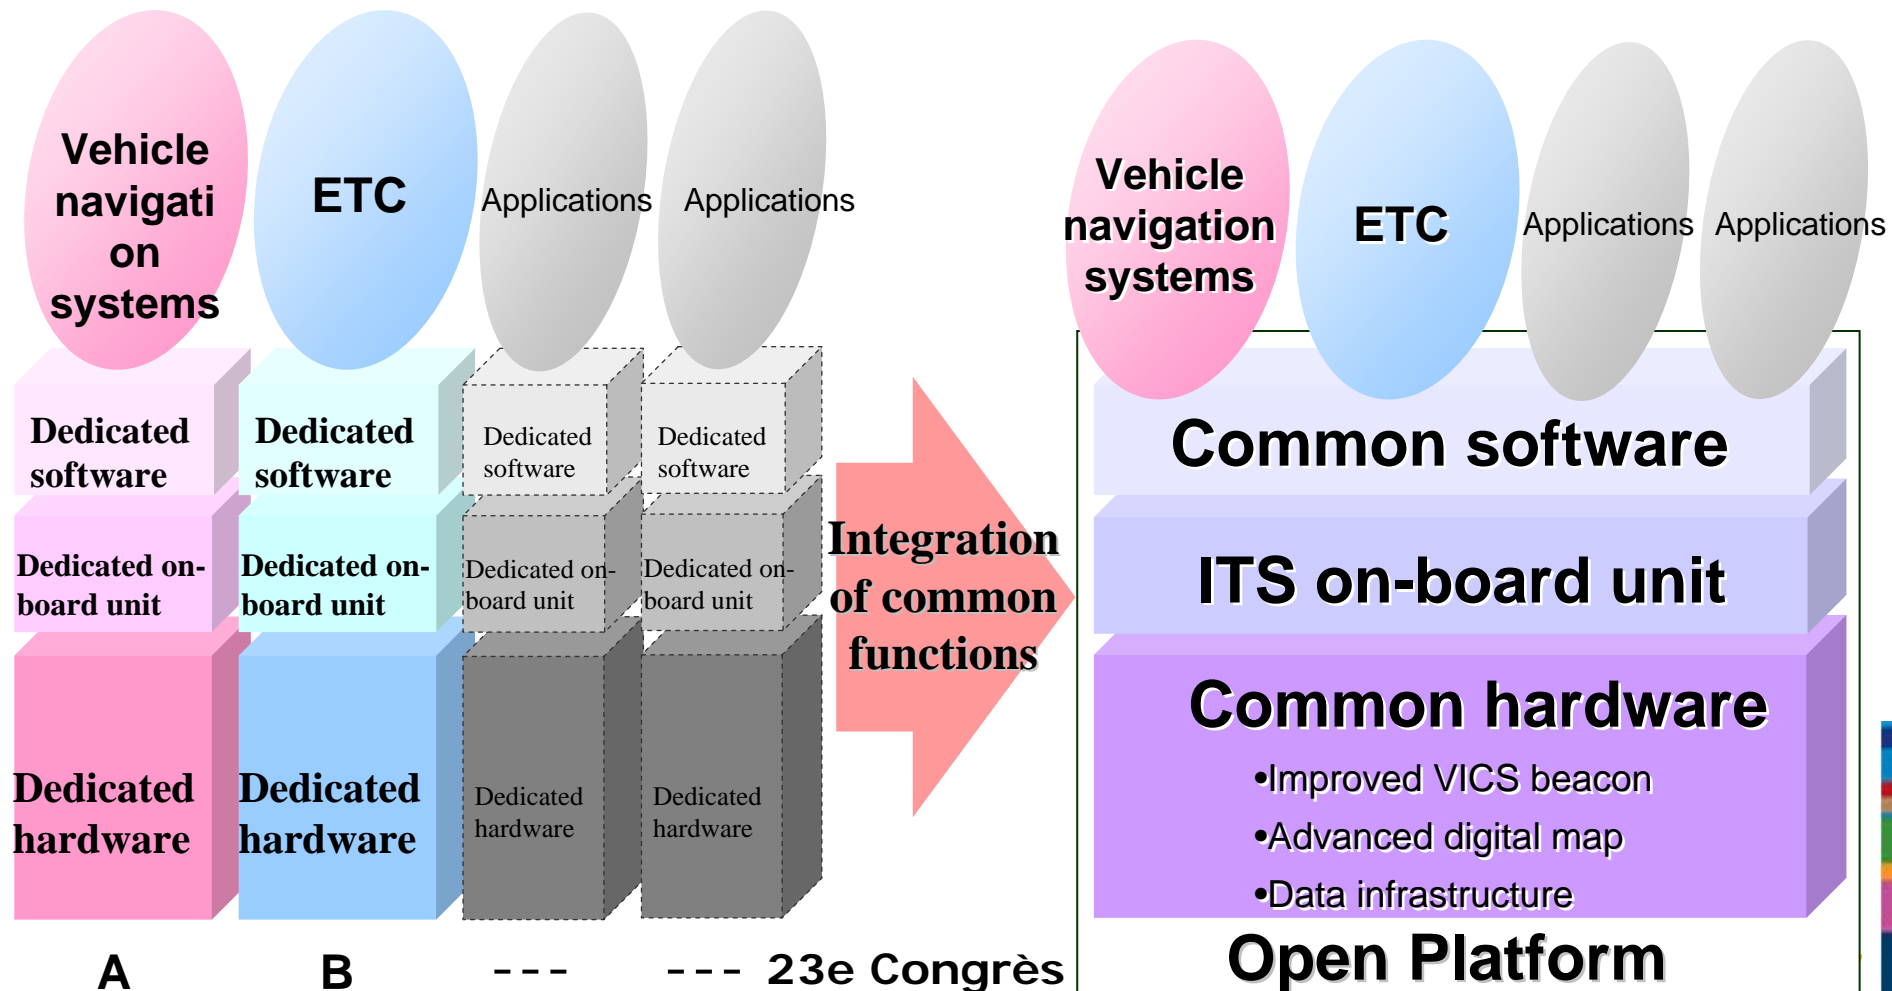 Vehicle
navigati
on
systems
ETC
Applications
Applications
Dedicated
software
Dedicated
software
Dedicated
software
Dedicated
software
Dedicated on-
board unit
Dedicated on-
board unit
Dedicated on-
board unit
Dedicated on-
board unit
Dedicated
hardware
Dedicated
hardware
Dedicated
hardware
Dedicated
hardware
A
B
---
---
Integration
of common
functions
23e Congrès
Vehicle
navigation
systems
ETC
Applications
Applications
Common software
ITS on-board unit
Common hardware
•Improved VICS beacon
•Advanced digital map
•Data infrastructure
Open Platform